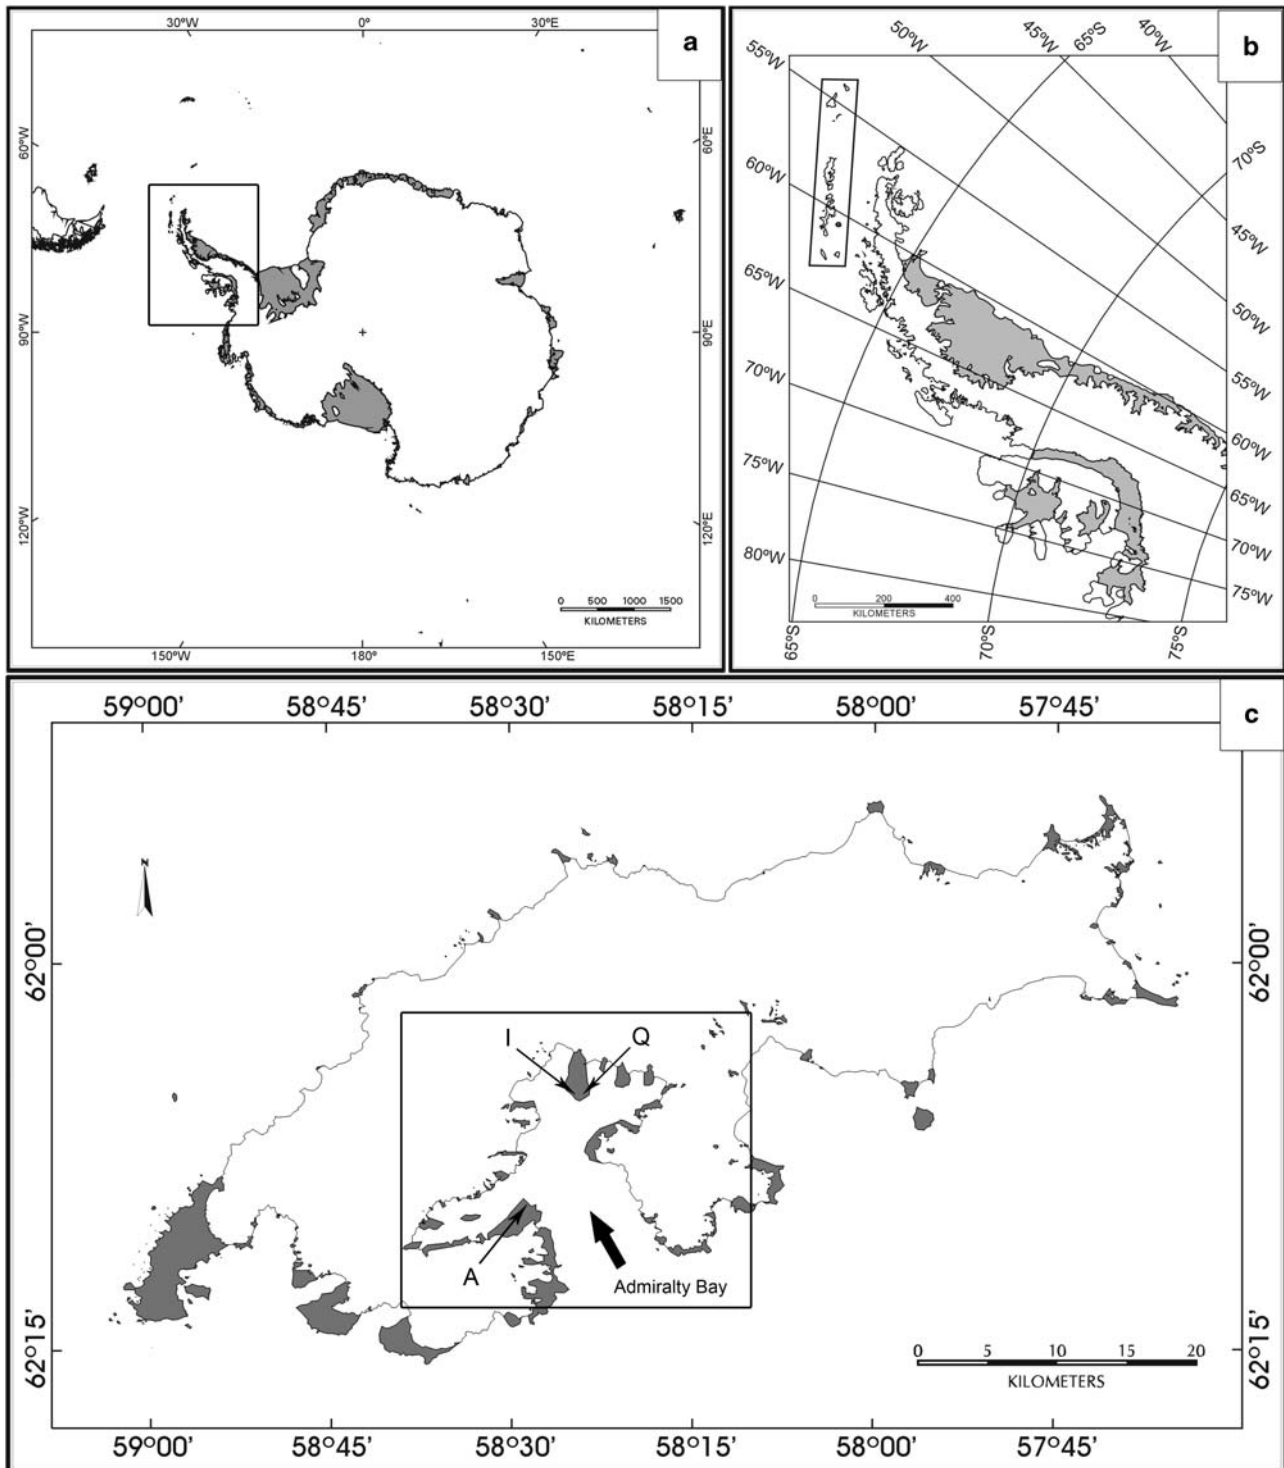 a
30ºW 0º 30ºE
60ºW 60ºE
90ºW 90ºE
120ºW 120ºE
0 500 1000 1500
KILOMETERS
150ºW 180º 150ºE
b
55ºW 50ºW 45ºW 65ºS 40ºW
60ºW 70ºS
65ºW 45ºW
70ºW 50ºW
75ºW 55ºW
80ºW 60ºW
65ºW
70ºW
75ºW
0 200 400
KILOMETERS
65ºS 70ºS 75ºS
c
59º00’ 58º45’ 58º30’ 58º15’ 58º00’ 57º45’
N
62º00’ 62º00’
I Q
A
Admiralty Bay
62º15’ 62º15’
0 5 10 15 20
KILOMETERS
59º00’ 58º45’ 58º30’ 58º15’ 58º00’ 57º45’